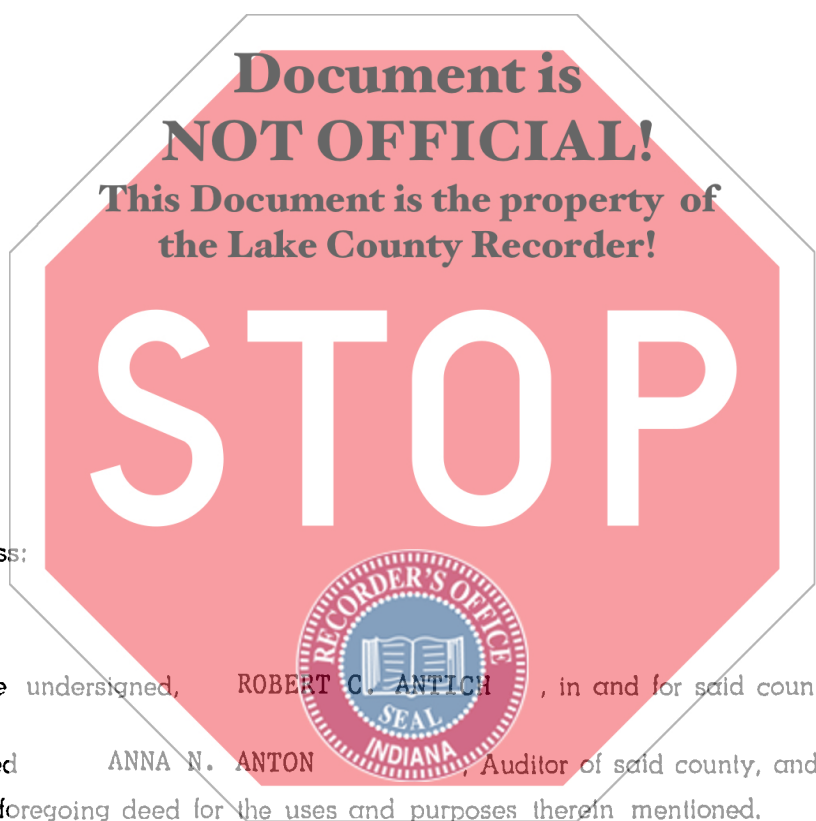 Document is
NOT OFFICIAL!
This Document is the property of
the Lake County Recorder!
STOP
ss:
RECORDER'S OFFICE
SEAL
INDIANA
undersigned, ROBERT C. ANTICH , in and for said coun
ANNA N. ANTON , Auditor of said county, and
foregoing deed for the uses and purposes therein mentioned.